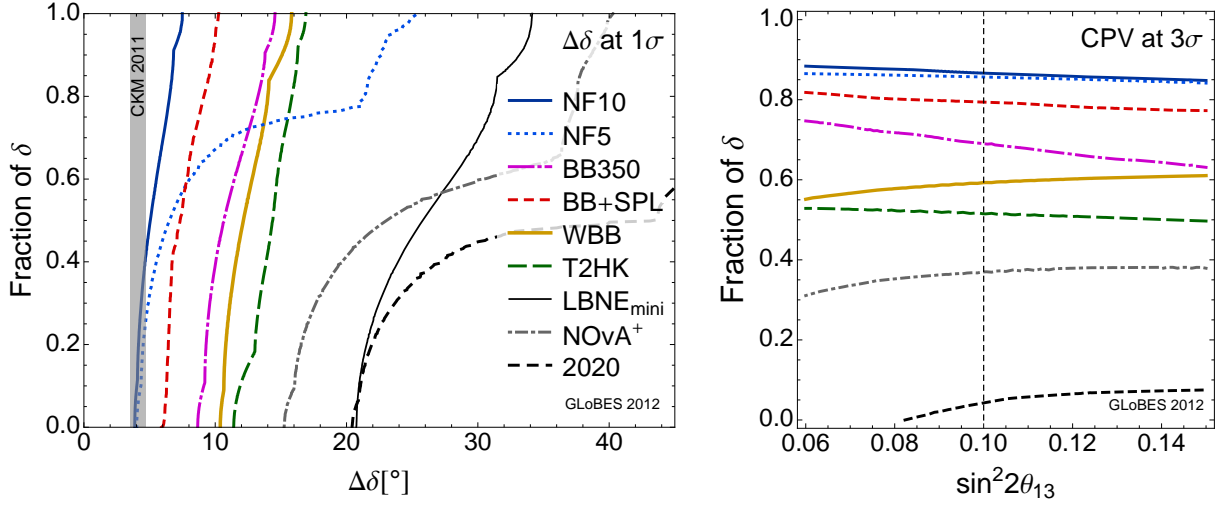 1.0
0.8
0.6
0.4
0.2
0.0
Fraction of δ
0
10
20
30
40
Δδ[°]
CKM 2011
Δδ at 1σ
NF10
NF5
BB350
BB+SPL
WBB
T2HK
LBNEmini
NOvA+
2020
GLoBES 2012
1.0
0.8
0.6
0.4
0.2
0.0
Fraction of δ
0.06
0.08
0.10
0.12
0.14
sin²2θ₁₃
CPV at 3σ
GLoBES 2012